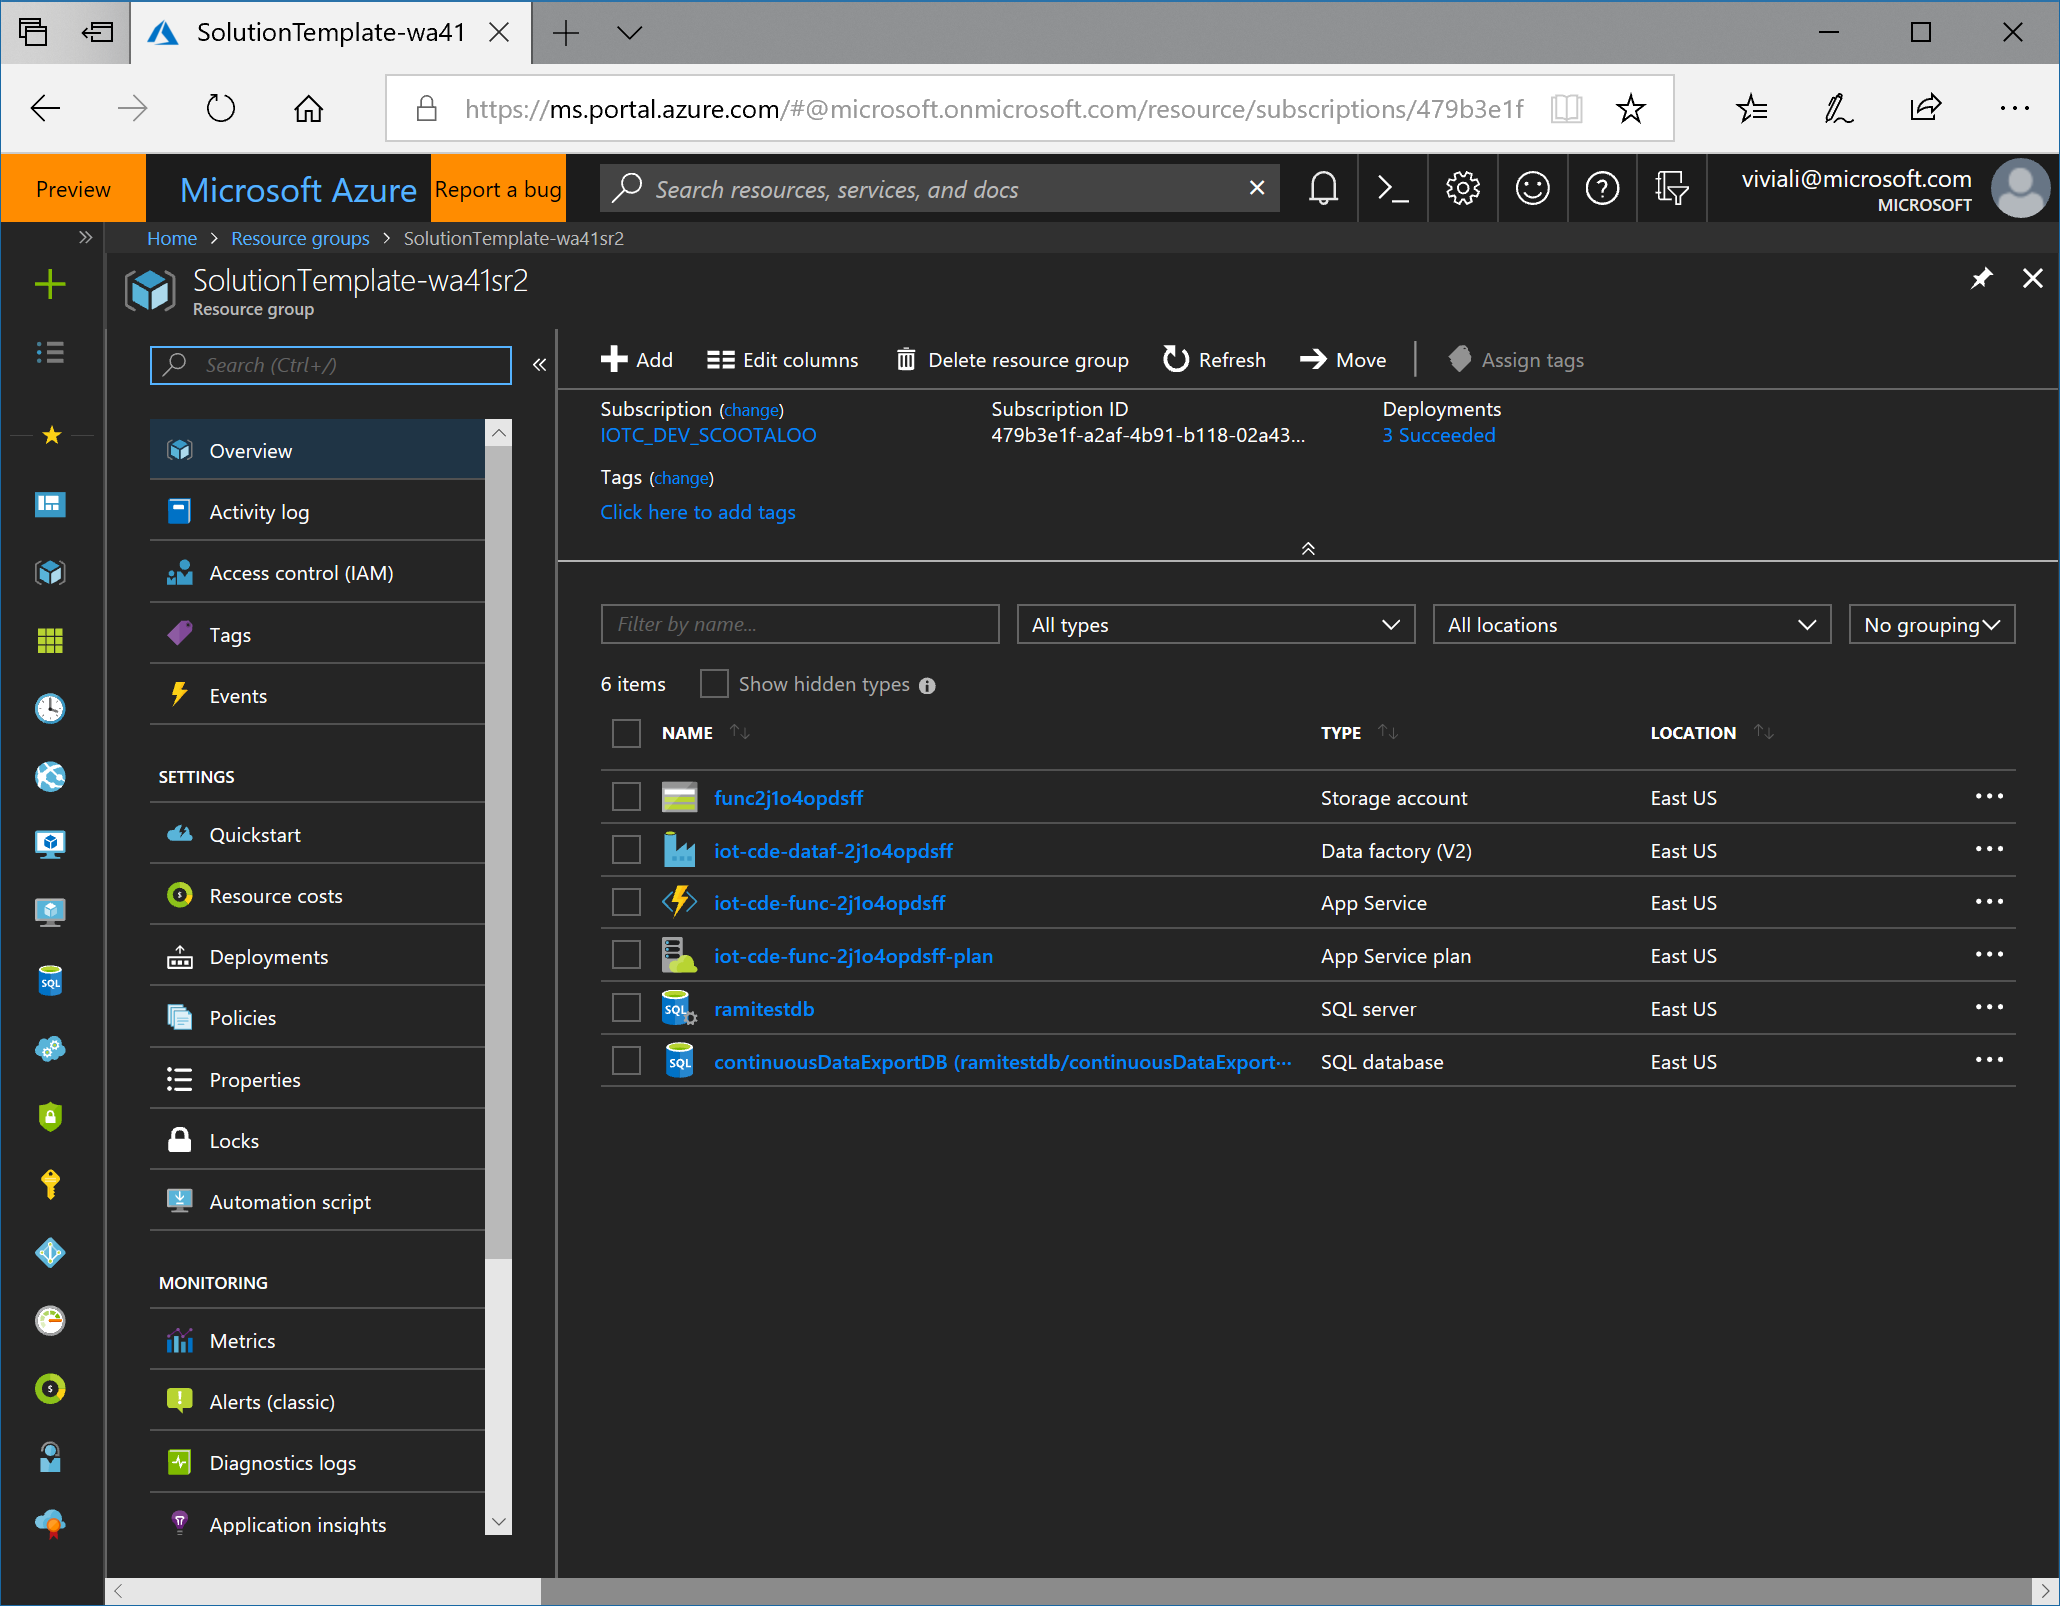 SolutionTemplate-wa41
https://ms.portal.azure.com/#@microsoft.onmicrosoft.com/resource/subscriptions/479b3e1f
Preview
Microsoft Azure
Report a bug
Search resources, services, and docs
viviali@microsoft.com
MICROSOFT
Home > Resource groups > SolutionTemplate-wa41sr2
SolutionTemplate-wa41sr2
Resource group
Search (Ctrl+/)
Overview
Activity log
Access control (IAM)
Tags
Events
SETTINGS
Quickstart
Resource costs
Deployments
Policies
Properties
Locks
Automation script
MONITORING
Metrics
Alerts (classic)
Diagnostics logs
Application insights
Add Edit columns Delete resource group Refresh Move Assign tags
Subscription (change) Subscription ID Deployments
IOTC_DEV_SCOOTALOO 479b3e1f-a2af-4b91-b118-02a43... 3 Succeeded
Tags (change)
Click here to add tags
Filter by name... All types All locations No grouping
6 items Show hidden types
NAME TYPE LOCATION
func2j1o4opdsff Storage account East US
iot-cde-dataf-2j1o4opdsff Data factory (V2) East US
iot-cde-func-2j1o4opdsff App Service East US
iot-cde-func-2j1o4opdsff-plan App Service plan East US
SQL ramitestdb SQL server East US
SQL continuousDataExportDB (ramitestdb/continuousDataExport··· SQL database East US
SQL